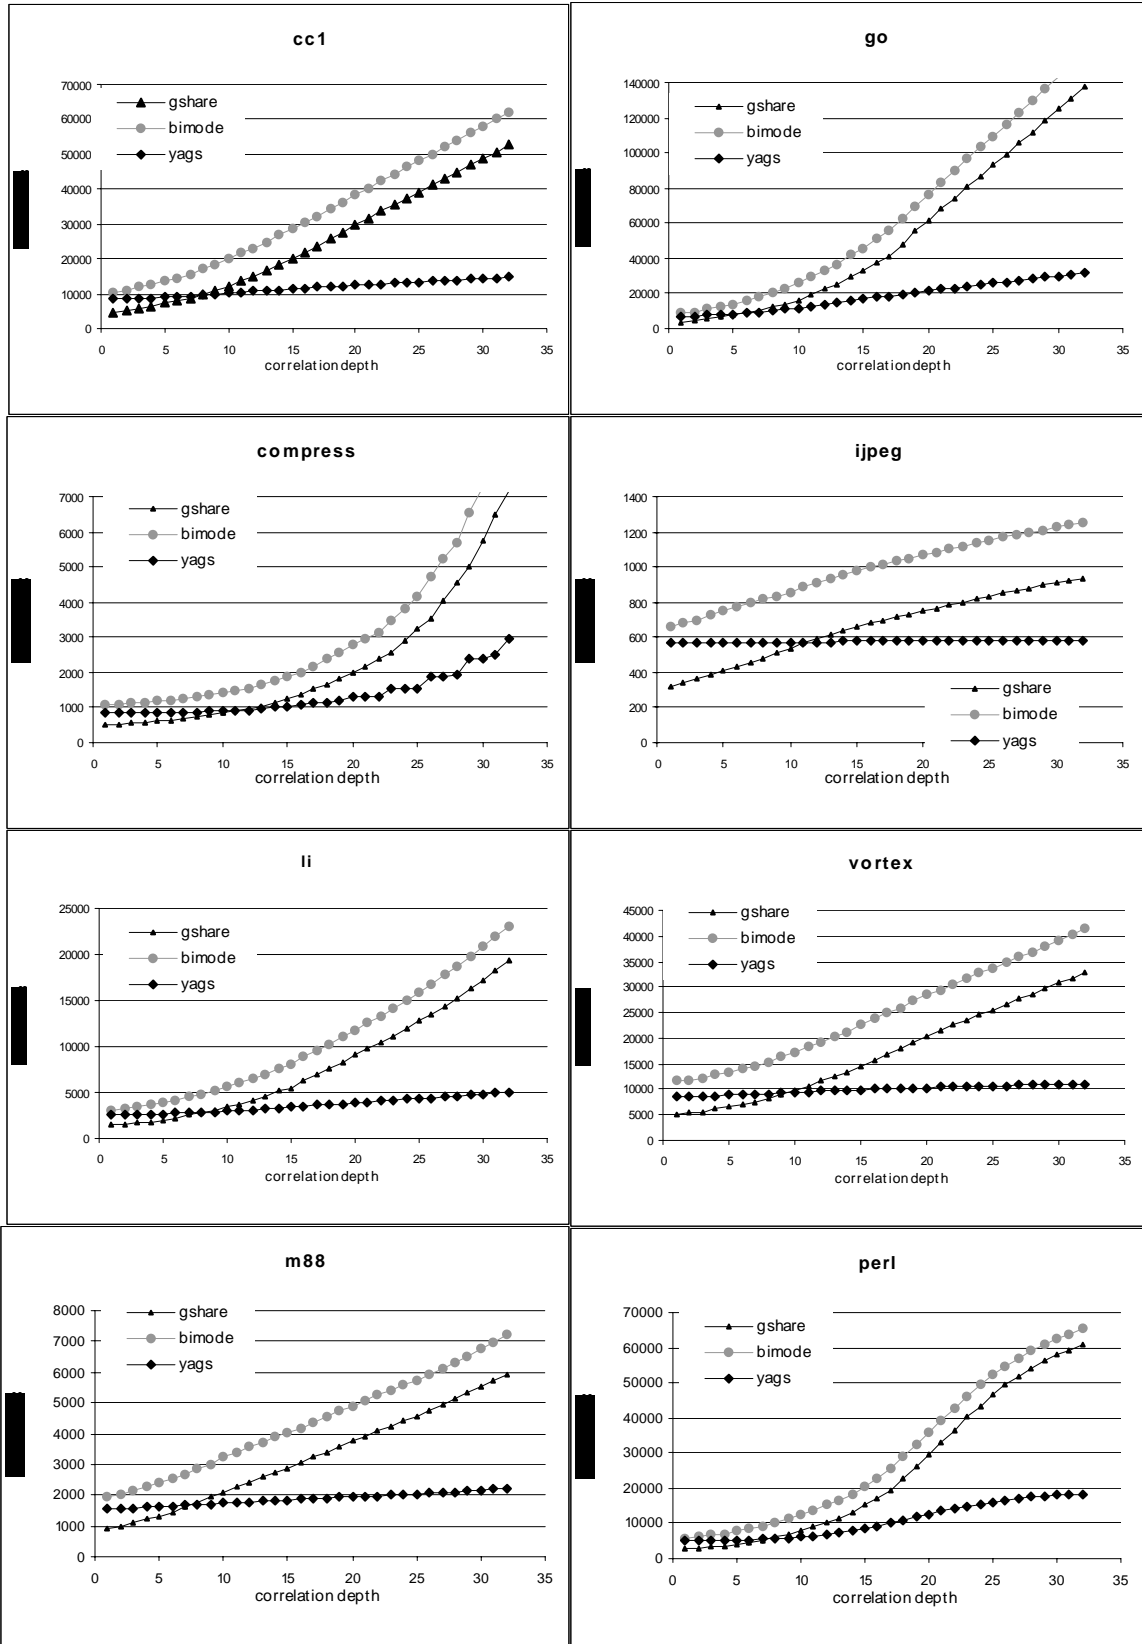 cc1
70000
60000
50000
40000
30000
20000
10000
0
gshare
bimode
yags
0 5 10 15 20 25 30 35
correlation depth
go
140000
120000
100000
80000
60000
40000
20000
0
gshare
bimode
yags
0 5 10 15 20 25 30 35
correlation depth
compress
7000
6000
5000
4000
3000
2000
1000
0
gshare
bimode
yags
0 5 10 15 20 25 30 35
correlation depth
ijpeg
1400
1200
1000
800
600
400
200
0
gshare
bimode
yags
0 5 10 15 20 25 30 35
correlation depth
li
25000
20000
15000
10000
5000
0
gshare
bimode
yags
0 5 10 15 20 25 30 35
correlation depth
vortex
45000
40000
35000
30000
25000
20000
15000
10000
5000
0
gshare
bimode
yags
0 5 10 15 20 25 30 35
correlation depth
m88
8000
7000
6000
5000
4000
3000
2000
1000
0
gshare
bimode
yags
0 5 10 15 20 25 30 35
correlation depth
perl
70000
60000
50000
40000
30000
20000
10000
0
gshare
bimode
yags
0 5 10 15 20 25 30 35
correlation depth